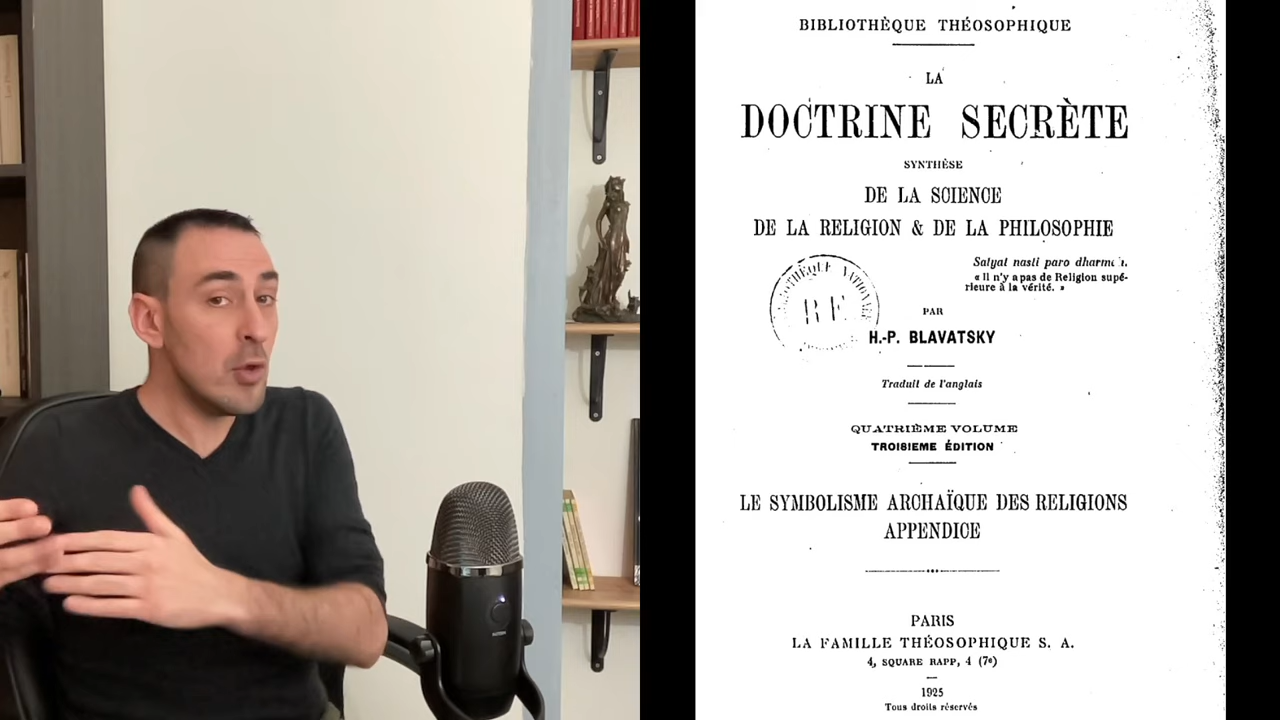 BIBLIOTHÈQUE THÉOSOPHIQUE
LA
DOCTRINE SECRÈTE
SYNTHÈSE
DE LA SCIENCE
DE LA RELIGION & DE LA PHILOSOPHIE
Satyat nasti paro
« Il n'y a pas de Religion supé-
rieure à la vérité. »
R F
PAR
H.-P. BLAVATSKY
Traduit de l'anglais
QUATRIÈME VOLUME
TROISIEME ÉDITION
LE SYMBOLISME ARCHAÏQUE DES RELIGIONS
APPENDICE
PARIS
LA FAMILLE THÉOSOPHIQUE S. A.
4, SQUARE RAPP, 4 (7e)
1925
Tous droits réservés